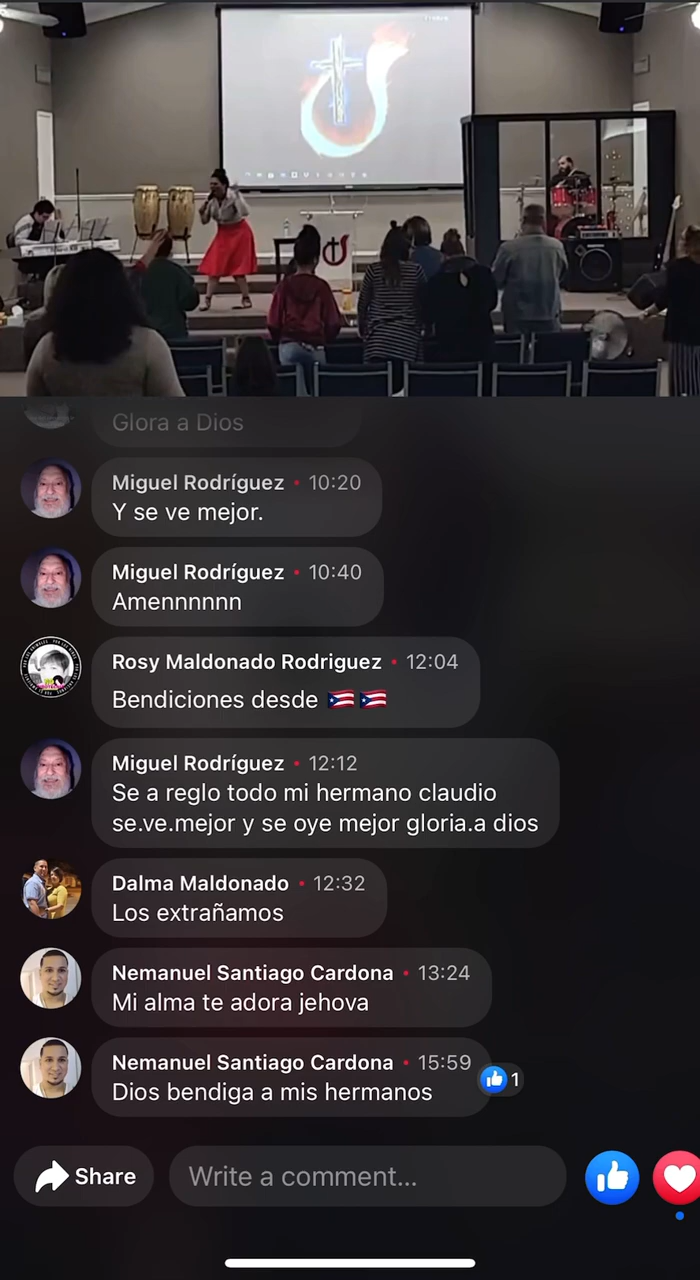 Glora a Dios
Miguel Rodríguez • 10:20
Y se ve mejor.
Miguel Rodríguez • 10:40
Amennnnnn
Rosy Maldonado Rodriguez • 12:04
Bendiciones desde 🇵🇷🇵🇷
Miguel Rodríguez • 12:12
Se a reglo todo mi hermano claudio
se.ve.mejor y se oye mejor gloria.a dios
Dalma Maldonado • 12:32
Los extrañamos
Nemanuel Santiago Cardona • 13:24
Mi alma te adora jehova
Nemanuel Santiago Cardona • 15:59
Dios bendiga a mis hermanos
1
Share
Write a comment...